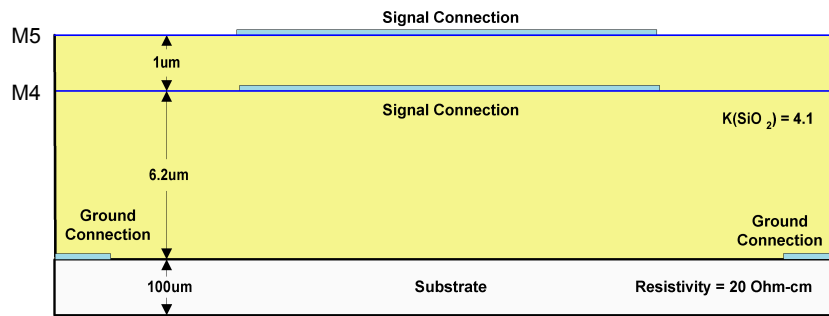 Signal Connection
M5
1um
M4
Signal Connection
K(SiO 2) = 4.1
6.2um
Ground
Connection
Ground
Connection
100um
Substrate
Resistivity = 20 Ohm-cm